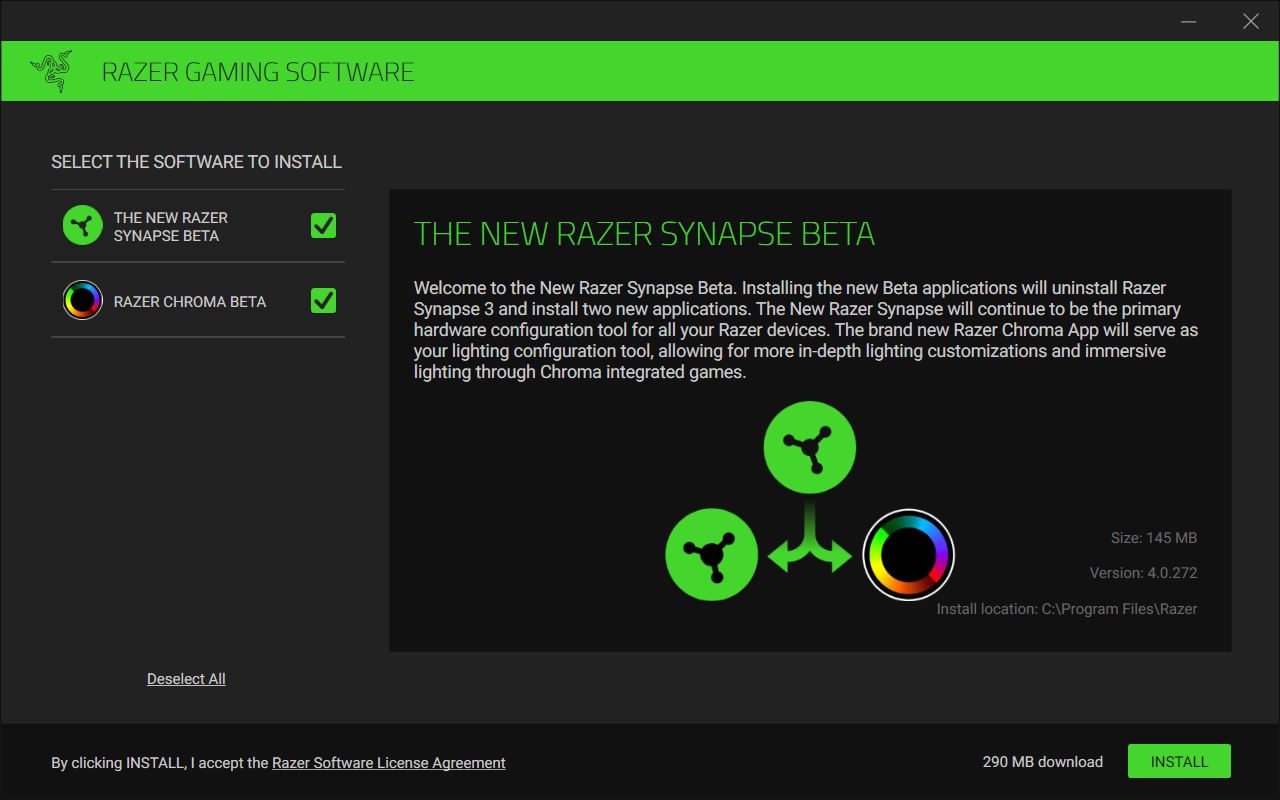 RAZER GAMING SOFTWARE
SELECT THE SOFTWARE TO INSTALL
THE NEW RAZER
SYNAPSE BETA
RAZER CHROMA BETA
Deselect All
THE NEW RAZER SYNAPSE BETA
Welcome to the New Razer Synapse Beta. Installing the new Beta applications will uninstall Razer
Synapse 3 and install two new applications. The New Razer Synapse will continue to be the primary
hardware configuration tool for all your Razer devices. The brand new Razer Chroma App will serve as
your lighting configuration tool, allowing for more in-depth lighting customizations and immersive
lighting through Chroma integrated games.
Size: 145 MB
Version: 4.0.272
Install location: C:\Program Files\Razer
By clicking INSTALL, I accept the Razer Software License Agreement
290 MB download
INSTALL